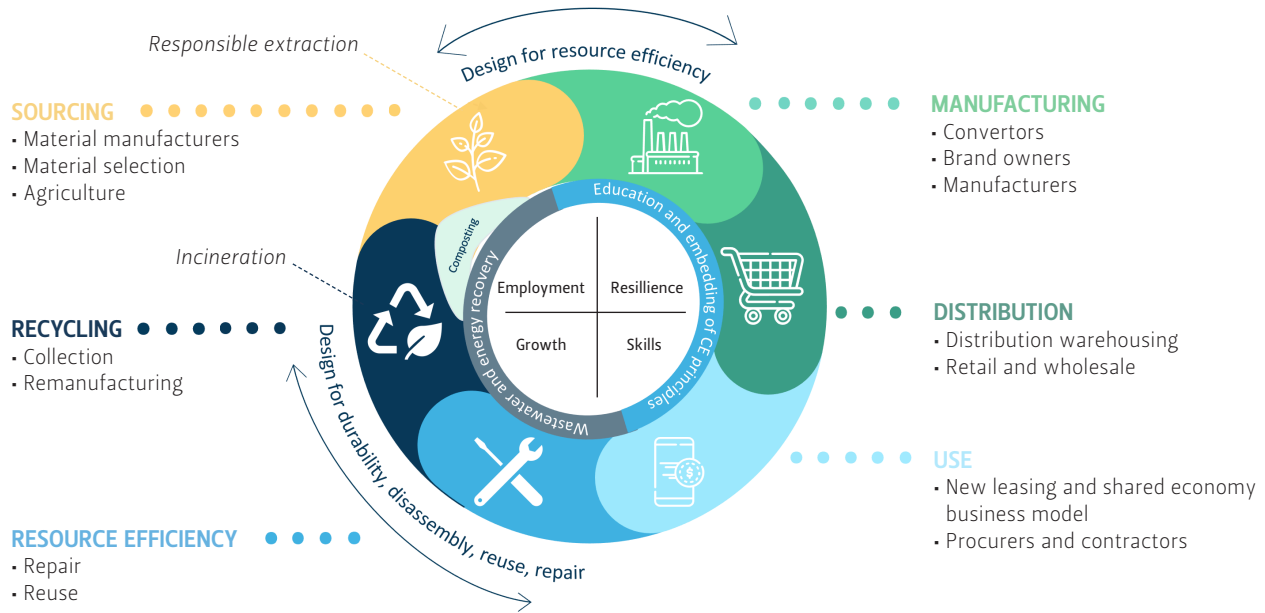 Responsible extraction
Design for resource efficiency
SOURCING
• Material manufacturers
• Material selection
• Agriculture
MANUFACTURING
• Convertors
• Brand owners
• Manufacturers
Incineration
Composting
Education and embedding of CE principles
Wastewater and energy recovery
Employment
Resillience
Growth
Skills
RECYCLING
• Collection
• Remanufacturing
DISTRIBUTION
• Distribution warehousing
• Retail and wholesale
Design for durability, disassembly, reuse, repair
$
USE
• New leasing and shared economy
business model
• Procurers and contractors
RESOURCE EFFICIENCY
• Repair
• Reuse